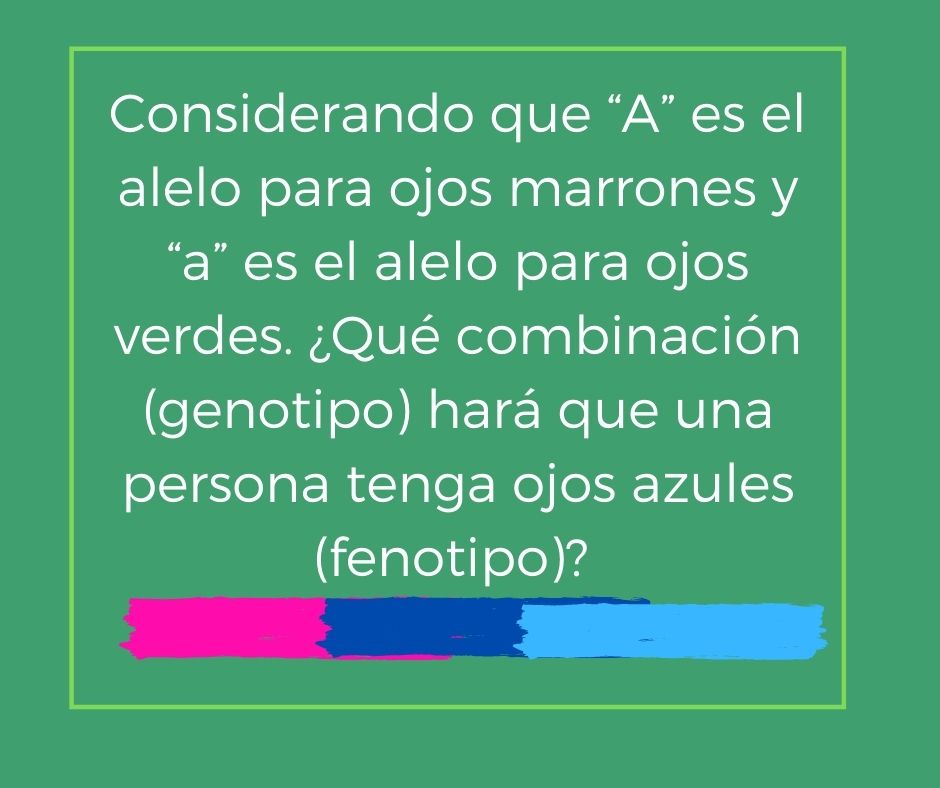 Considerando que “A” es el
alelo para ojos marrones y
“a” es el alelo para ojos
verdes. ¿Qué combinación
(genotipo) hará que una
persona tenga ojos azules
(fenotipo)?